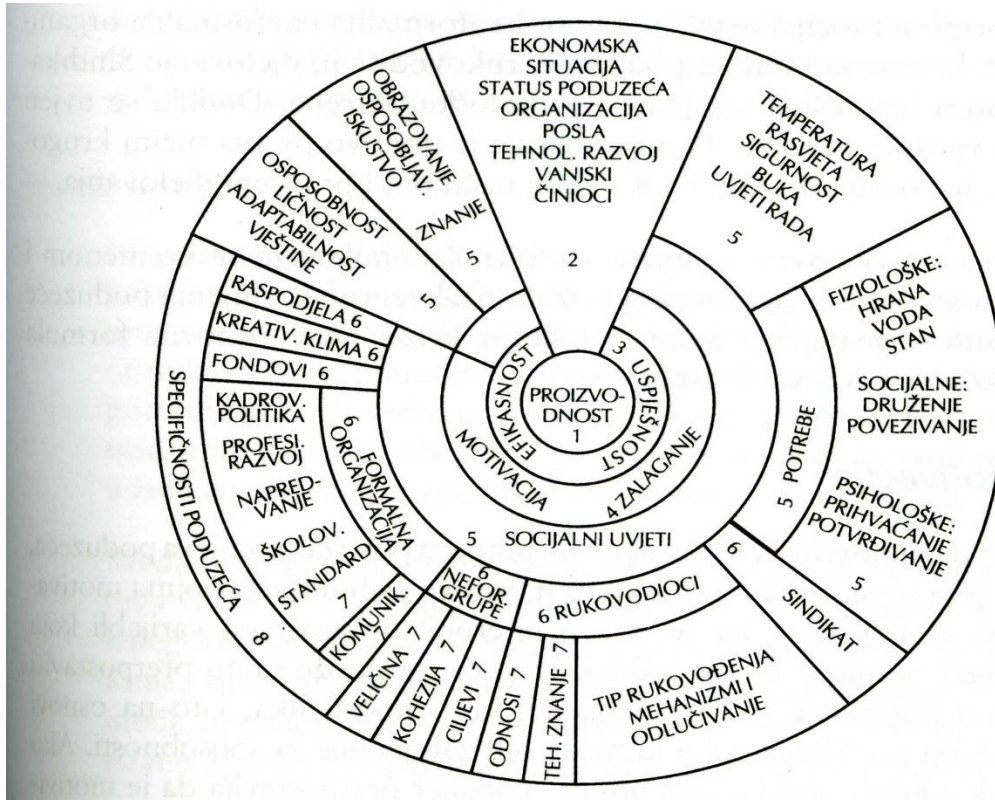 EKONOMSKA
SITUACIJA
STATUS PODUZEĆA
ORGANIZACIJA
POSLA
TEHNOL. RAZVOJ
VANJSKI
ČINIOCI
2
TEMPERATURA
RASVJETA
SIGURNOST
BUKA
UVJETI RADA
5
FIZIOLOŠKE:
HRANA
VODA
STAN
SOCIJALNE:
DRUŽENJE
POVEZIVANJE
PSIHOLOŠKE:
PRIHVAĆANJE
POTVRĐIVANJE
5
5 POTREBE
6
SINDIKAT
6 RUKOVODIOCI
TIP RUKOVOĐENJA
MEHANIZMI I
ODLUČIVANJE
TEH. ZNANJE 7
ODNOSI 7
CILJEVI 7
KOHEZIJA 7
VELIČINA 7
KOMUNIK. 7
6
NEFOR.
GRUPE
6
FORMALNA
ORGANIZACIJA
KADROV.
POLITIKA
PROFESI.
RAZVOJ
NAPRED-
VANJE
ŠKOLOV.
STANDARD
7
SPECIFIČNOSTI PODUZEĆA 8
FONDOVI 6
KREATIV. KLIMA 6
RASPODJELA 6
OSPOSOBNOST
LIČNOST
ADAPTABILNOST
VJEŠTINE
5
OBRAZOVANJE
OSPOSOBLJAV.
ISKUSTVO
ZNANJE
5
5 SOCIJALNI UVJETI
MOTIVACIJA
4 ZALAGANJE
EFIKASNOST
3 USPJEŠNOST
PROIZVO-
DNOST
1